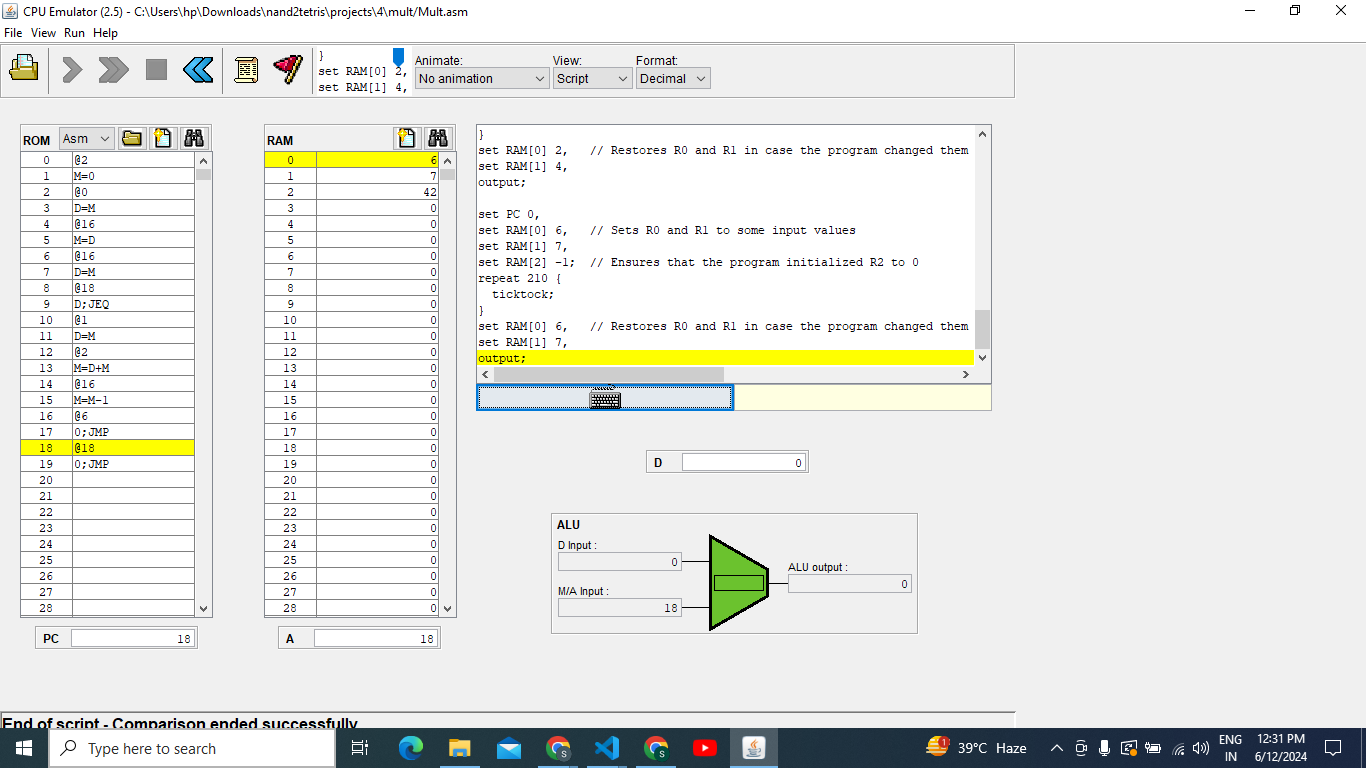 CPU Emulator (2.5) - C:\Users\hp\Downloads\nand2tetris\projects\4\mult/Mult.asm
File View Run Help
}
set RAM[0] 2,
set RAM[1] 4,
Animate: View: Format:
No animation Script Decimal
ROM Asm
0 @2
1 M=0
2 @0
3 D=M
4 @16
5 M=D
6 @16
7 D=M
8 @18
9 D;JEQ
10 @1
11 D=M
12 @2
13 M=D+M
14 @16
15 M=M-1
16 @6
17 0;JMP
18 @18
19 0;JMP
20
21
22
23
24
25
26
27
28
PC 18
RAM
0 6
1 7
2 42
3 0
4 0
5 0
6 0
7 0
8 0
9 0
10 0
11 0
12 0
13 0
14 0
15 0
16 0
17 0
18 0
19 0
20 0
21 0
22 0
23 0
24 0
25 0
26 0
27 0
28 0
A 18
}
set RAM[0] 2,   // Restores R0 and R1 in case the program changed them
set RAM[1] 4,
output;
set PC 0,
set RAM[0] 6,   // Sets R0 and R1 to some input values
set RAM[1] 7,
set RAM[2] -1;  // Ensures that the program initialized R2 to 0
repeat 210 {
  ticktock;
}
set RAM[0] 6,   // Restores R0 and R1 in case the program changed them
set RAM[1] 7,
output;
D 0
ALU
D Input :
0
M/A Input :
18
ALU output :
0
End of script - Comparison ended successfully
Type here to search
1
39°C Haze
ENG
IN
12:31 PM
6/12/2024